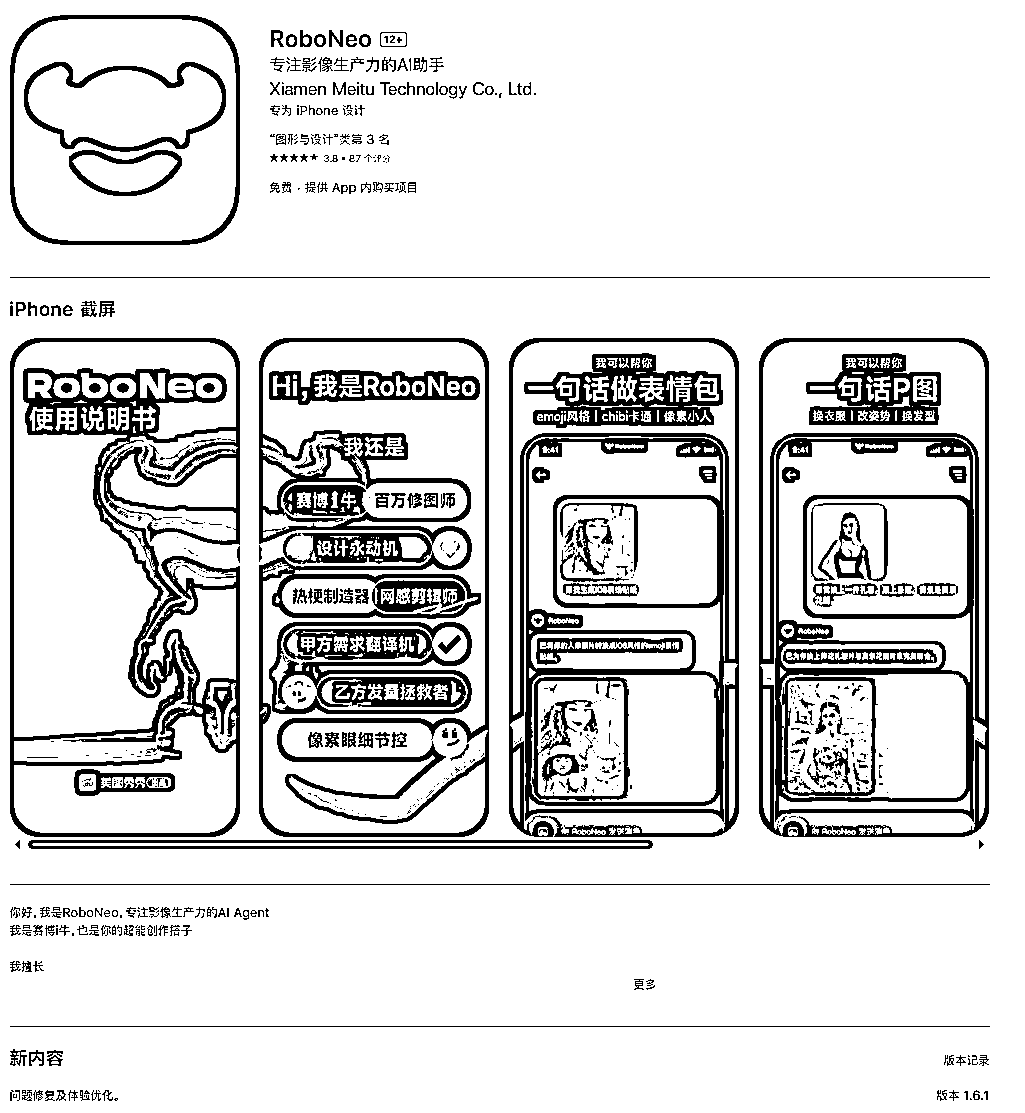 RoboNeo 12+
专注影像生产力的AI助手
Xiamen Meitu Technology Co., Ltd.
专为 iPhone 设计
“图形与设计”类第 3 名
★★★★★ 3.8 • 87 个评分
免费 · 提供 App 内购买项目
iPhone 截屏
RoboNeo
使用说明书
美图秀秀
Hi,我是RoboNeo
我还是
赛博i牛 百万修图师
设计永动机
热梗制造器 网感剪辑师
甲方需求翻译机
乙方发量拯救者
像素眼细节控
我可以帮你
一句话做表情包
emoji风格丨chibi卡通丨像素小人
9:41 RoboNeo
RoboNeo
向 RoboNeo 发送消息
我可以帮你
一句话P图
换衣服丨改姿势丨换发型
9:41 RoboNeo
RoboNeo
向 RoboNeo 发送消息
你好,我是RoboNeo,专注影像生产力的AI Agent
我是赛博i牛,也是你的超能创作搭子
我擅长
更多
新内容
版本记录
问题修复及体验优化。
版本 1.6.1